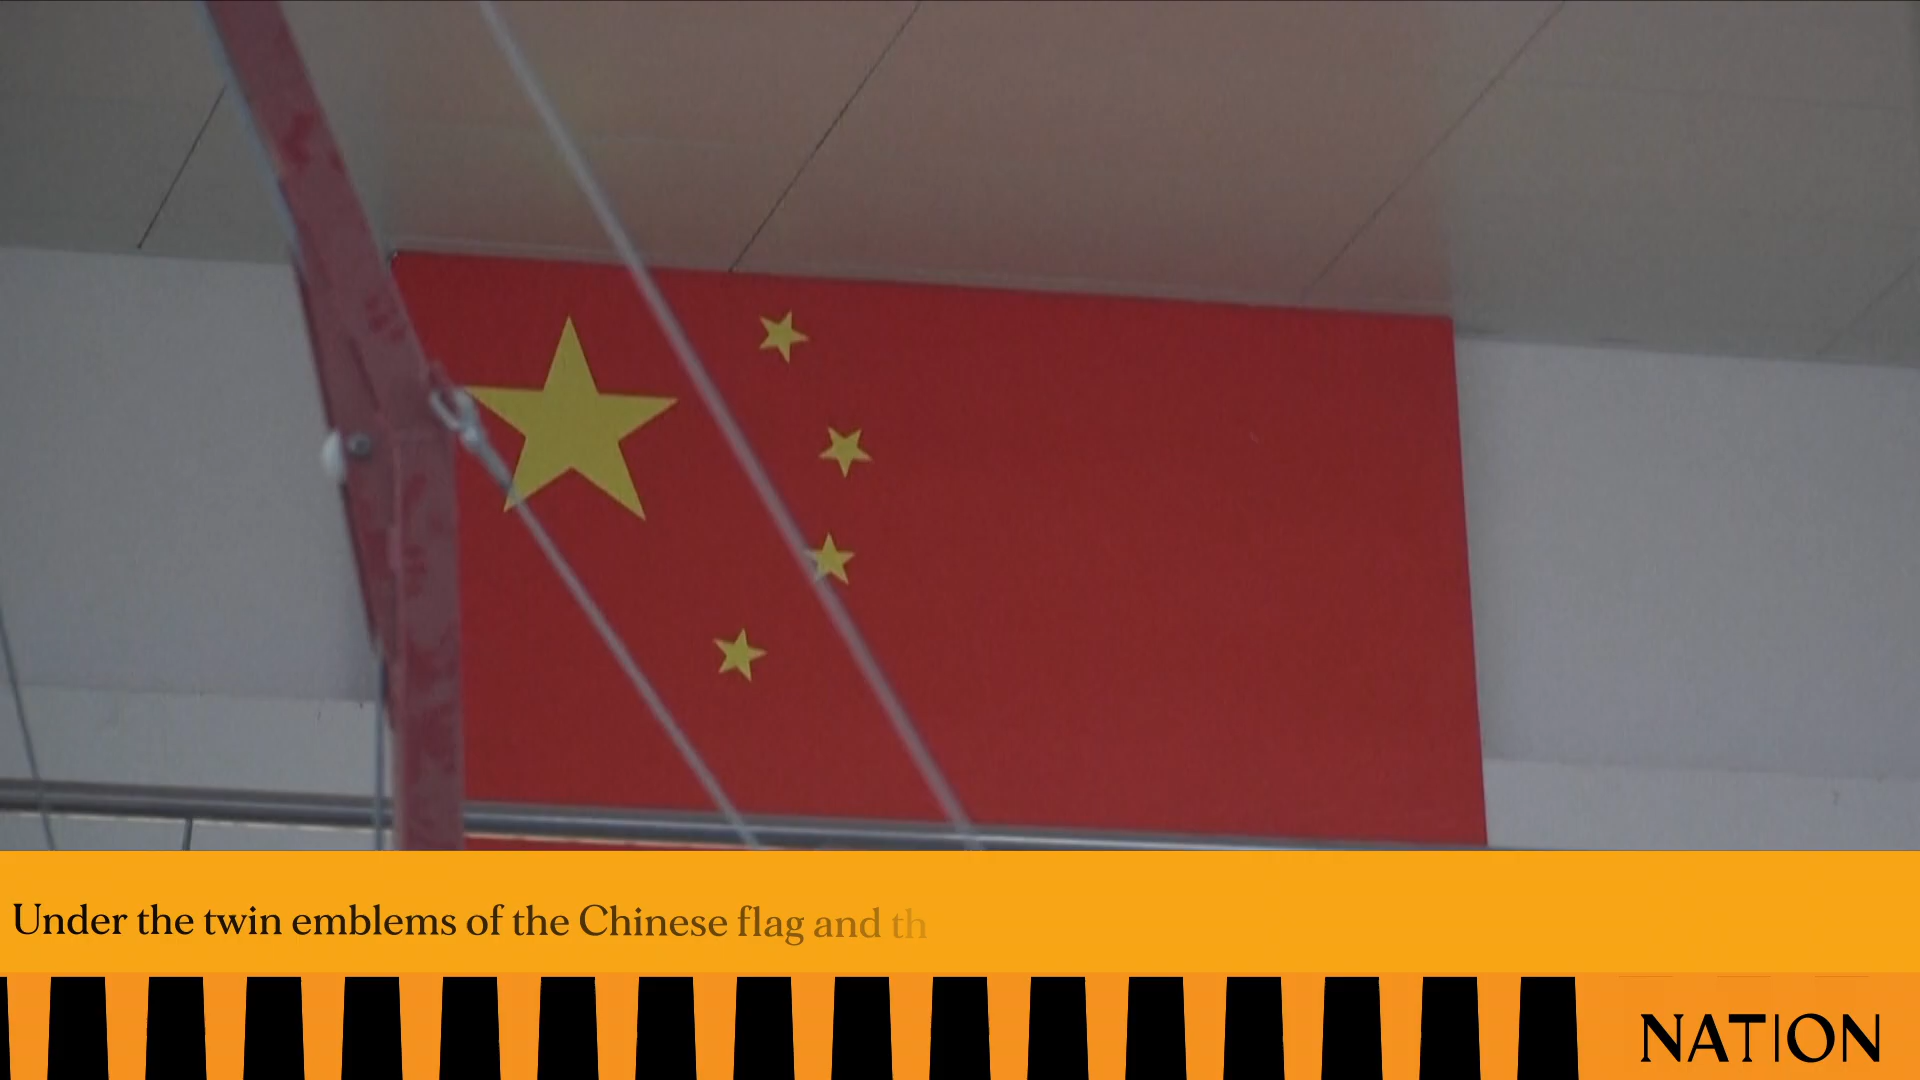 Under the twin emblems of the Chinese flag and th
NATION